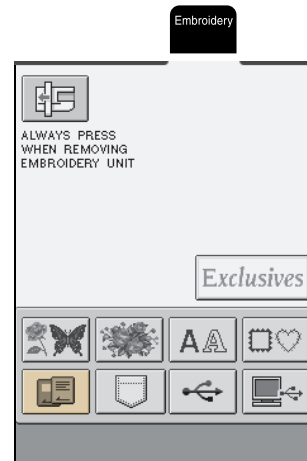 Embroidery
ALWAYS PRESS
WHEN REMOVING
EMBROIDERY UNIT
Exclusives
AA